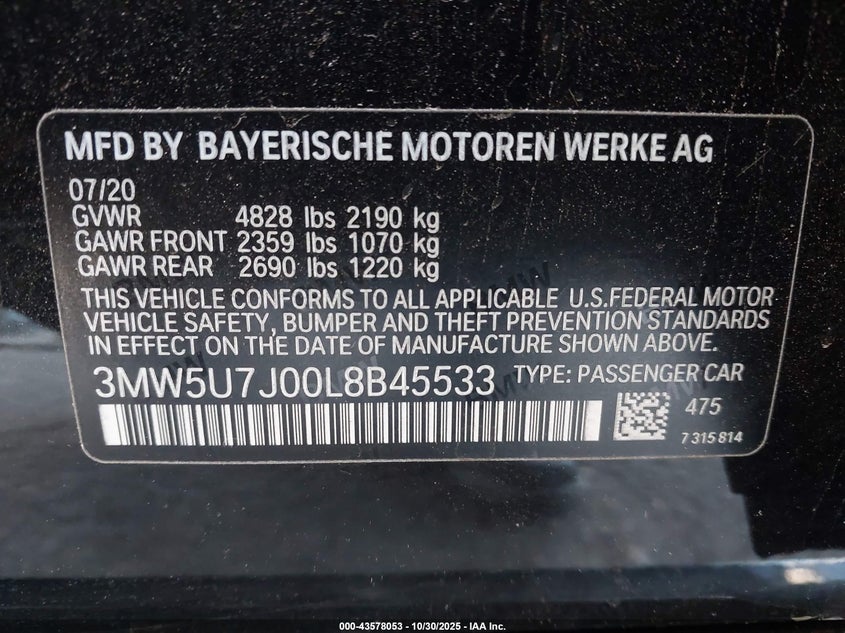 MFD BY BAYERISCHE MOTOREN WERKE AG
07/20
GVWR 4828 lbs 2190 kg
GAWR FRONT 2359 lbs 1070 kg
GAWR REAR 2690 lbs 1220 kg
THIS VEHICLE CONFORMS TO ALL APPLICABLE U.S.FEDERAL MOTOR
VEHICLE SAFETY, BUMPER AND THEFT PREVENTION STANDARDS
IN EFFECT ON THE DATE OF MANUFACTURE SHOWN ABOVE.
3MW5U7J00L8B45533 TYPE: PASSENGER CAR
475
7 315 814
000-43578053 - 10/30/2025 - IAA Inc.